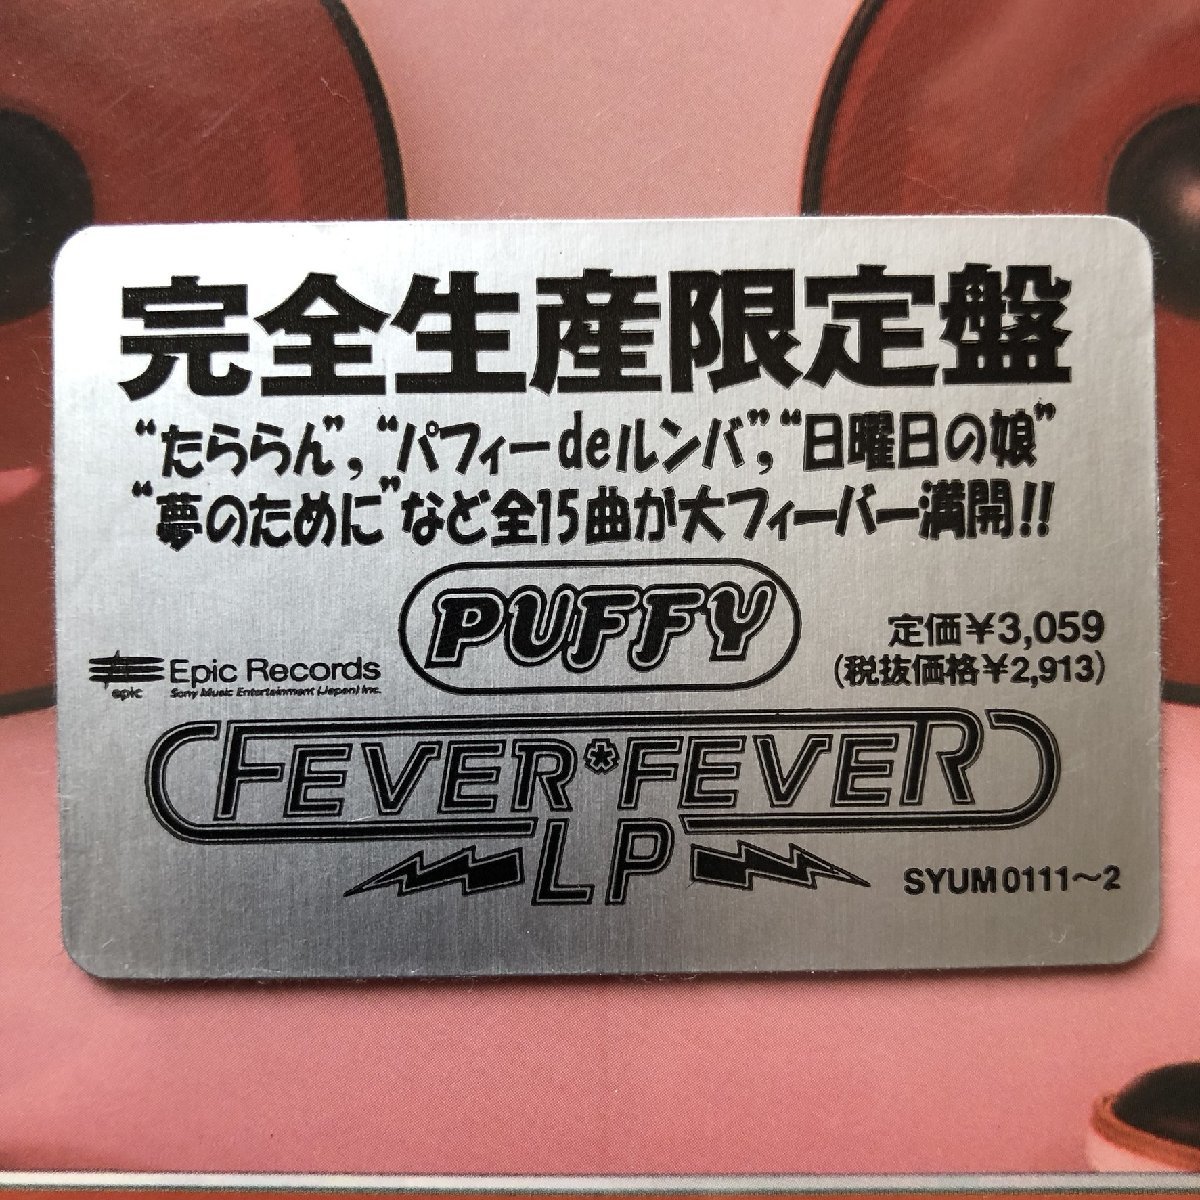 完全生産限定盤
“たららん”,“パフィーdeルンバ”,“日曜日の娘”
“夢のために”など全15曲が大フィーバー満開!!
PUFFY
定価¥3,059
(税抜価格¥2,913)
Epic Records
epic
Sony Music Entertainment (Japan) Inc.
FEVER*FEVER
LP
SYUM 0111〜2